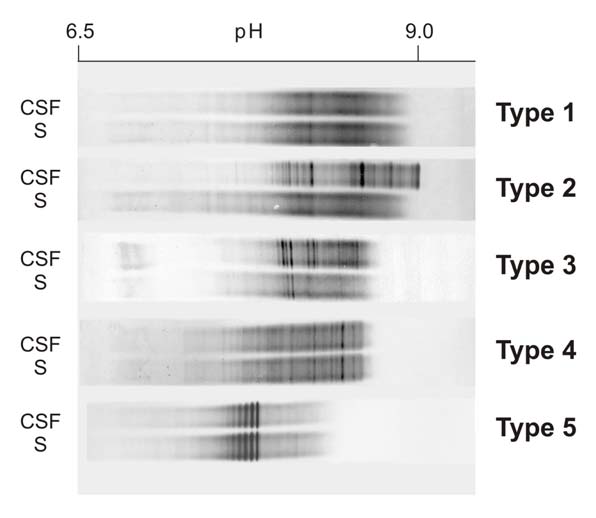 6.5 pH 9.0
CSF Type 1
S
CSF Type 2
S
CSF Type 3
S
CSF Type 4
S
CSF Type 5
S